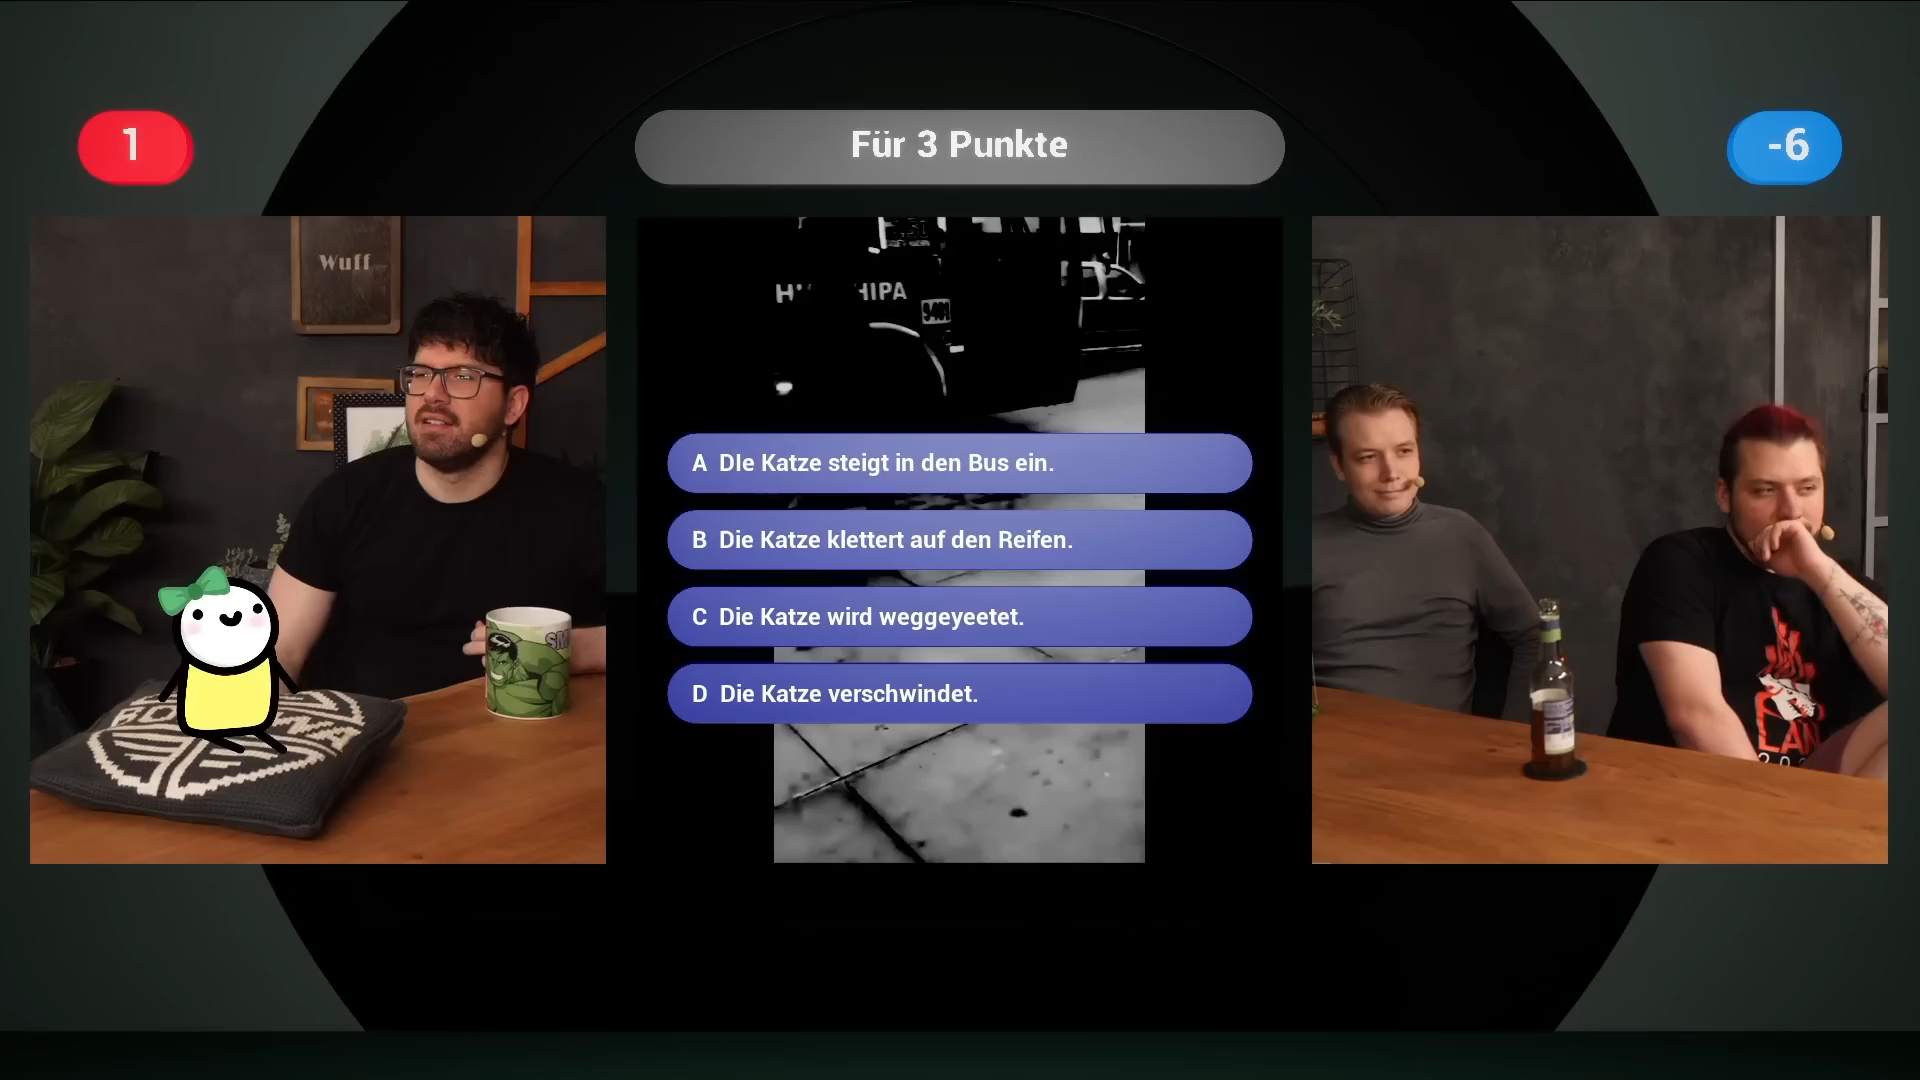 1
Für 3 Punkte
-6
Wuff
HIPA
A DIe Katze steigt in den Bus ein.
B Die Katze klettert auf den Reifen.
C Die Katze wird weggeyeetet.
D Die Katze verschwindet.